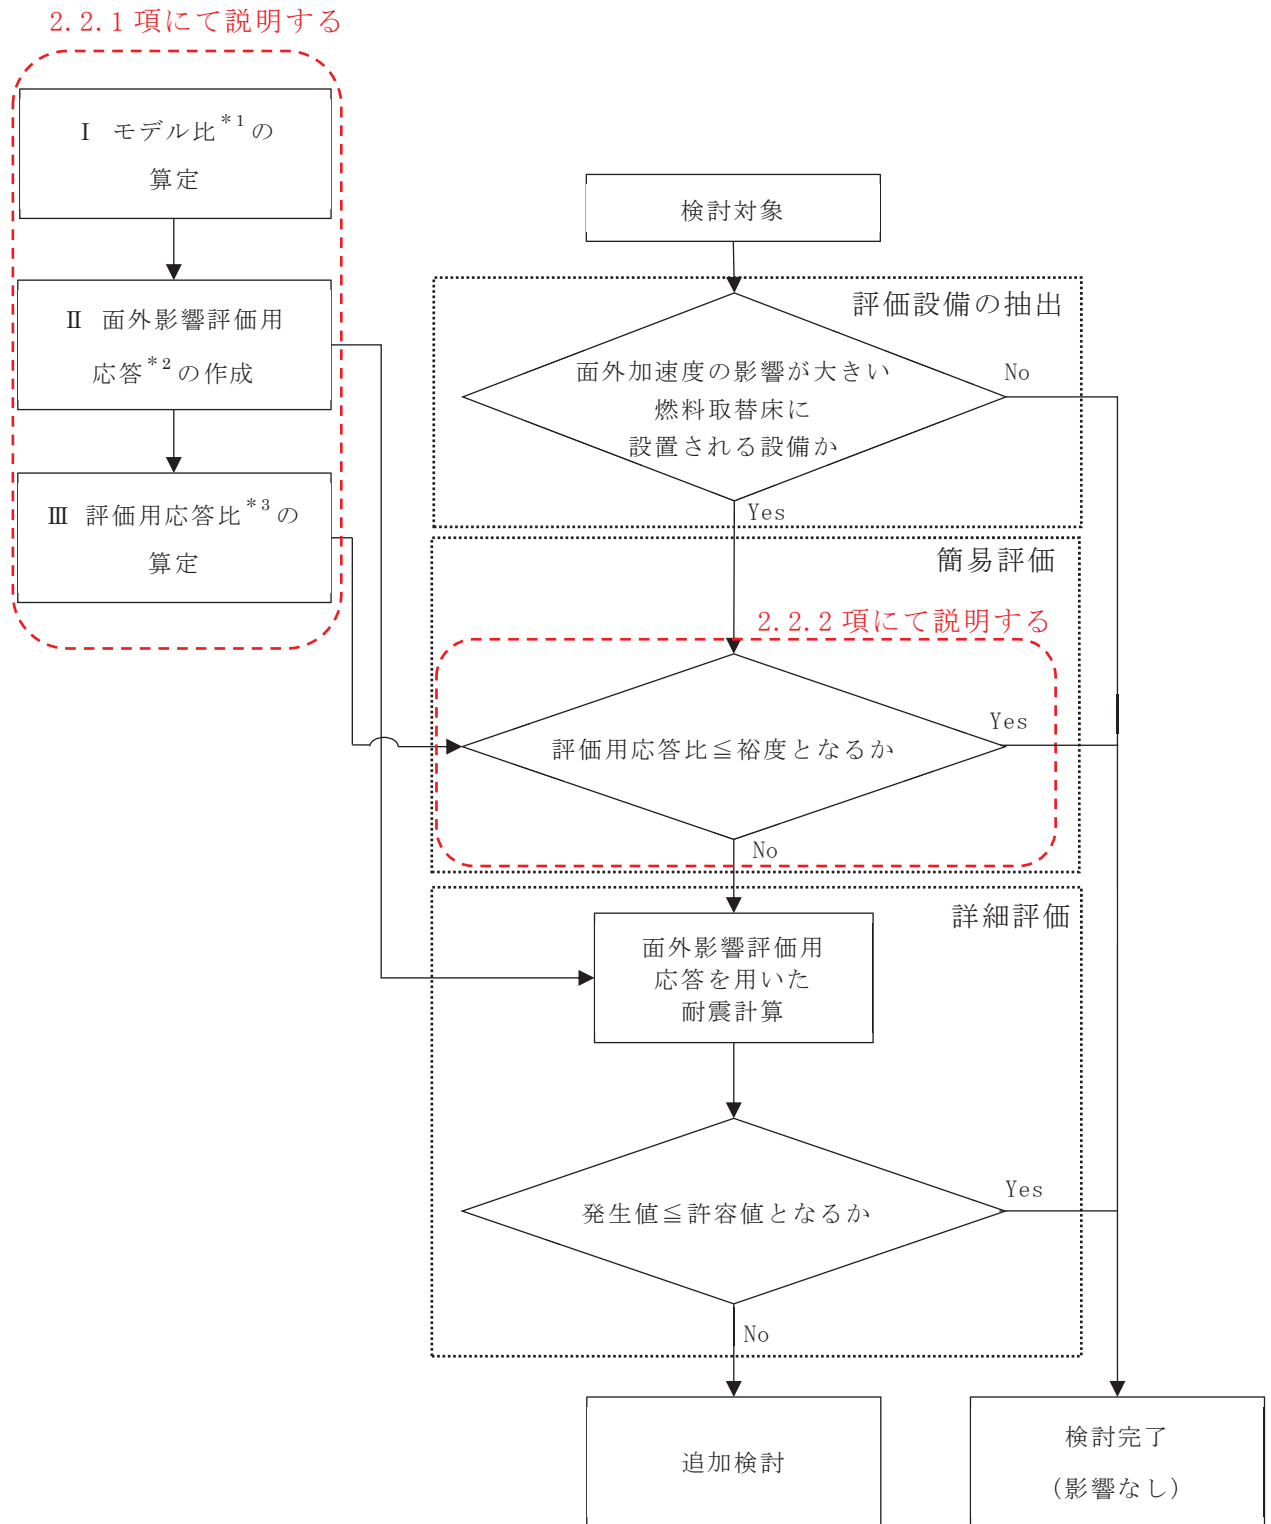 2.2.1 項にて説明する
Ⅰ モデル比*1の
算定
Ⅱ 面外影響評価用
応答*2の作成
Ⅲ 評価用応答比*3の
算定
検討対象
評価設備の抽出
面外加速度の影響が大きい
燃料取替床に
設置される設備か
No
Yes
簡易評価
2.2.2 項にて説明する
評価用応答比≦裕度となるか
Yes
No
詳細評価
面外影響評価用
応答を用いた
耐震計算
発生値≦許容値となるか
Yes
No
追加検討
検討完了
(影響なし)